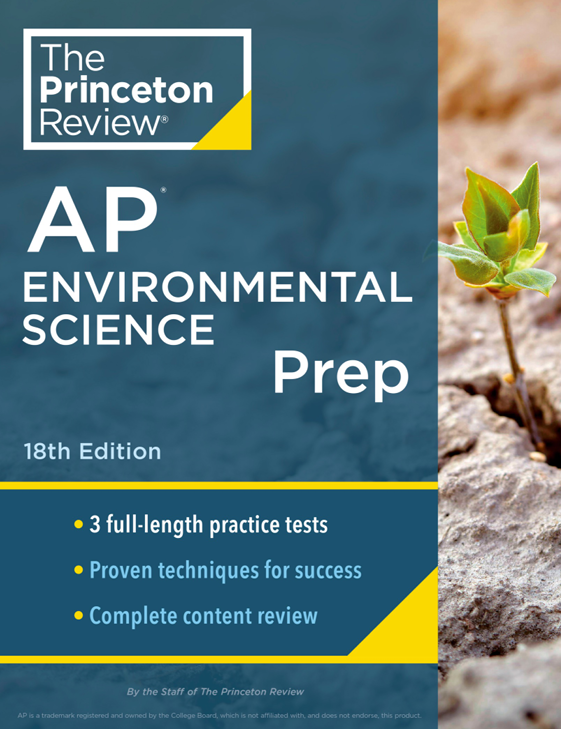 The
Princeton
Review®
AP®
ENVIRONMENTAL
SCIENCE
Prep
18th Edition
• 3 full-length practice tests
• Proven techniques for success
• Complete content review
By the Staff of The Princeton Review
AP is a trademark registered and owned by the College Board, which is not affiliated with, and does not endorse, this product.